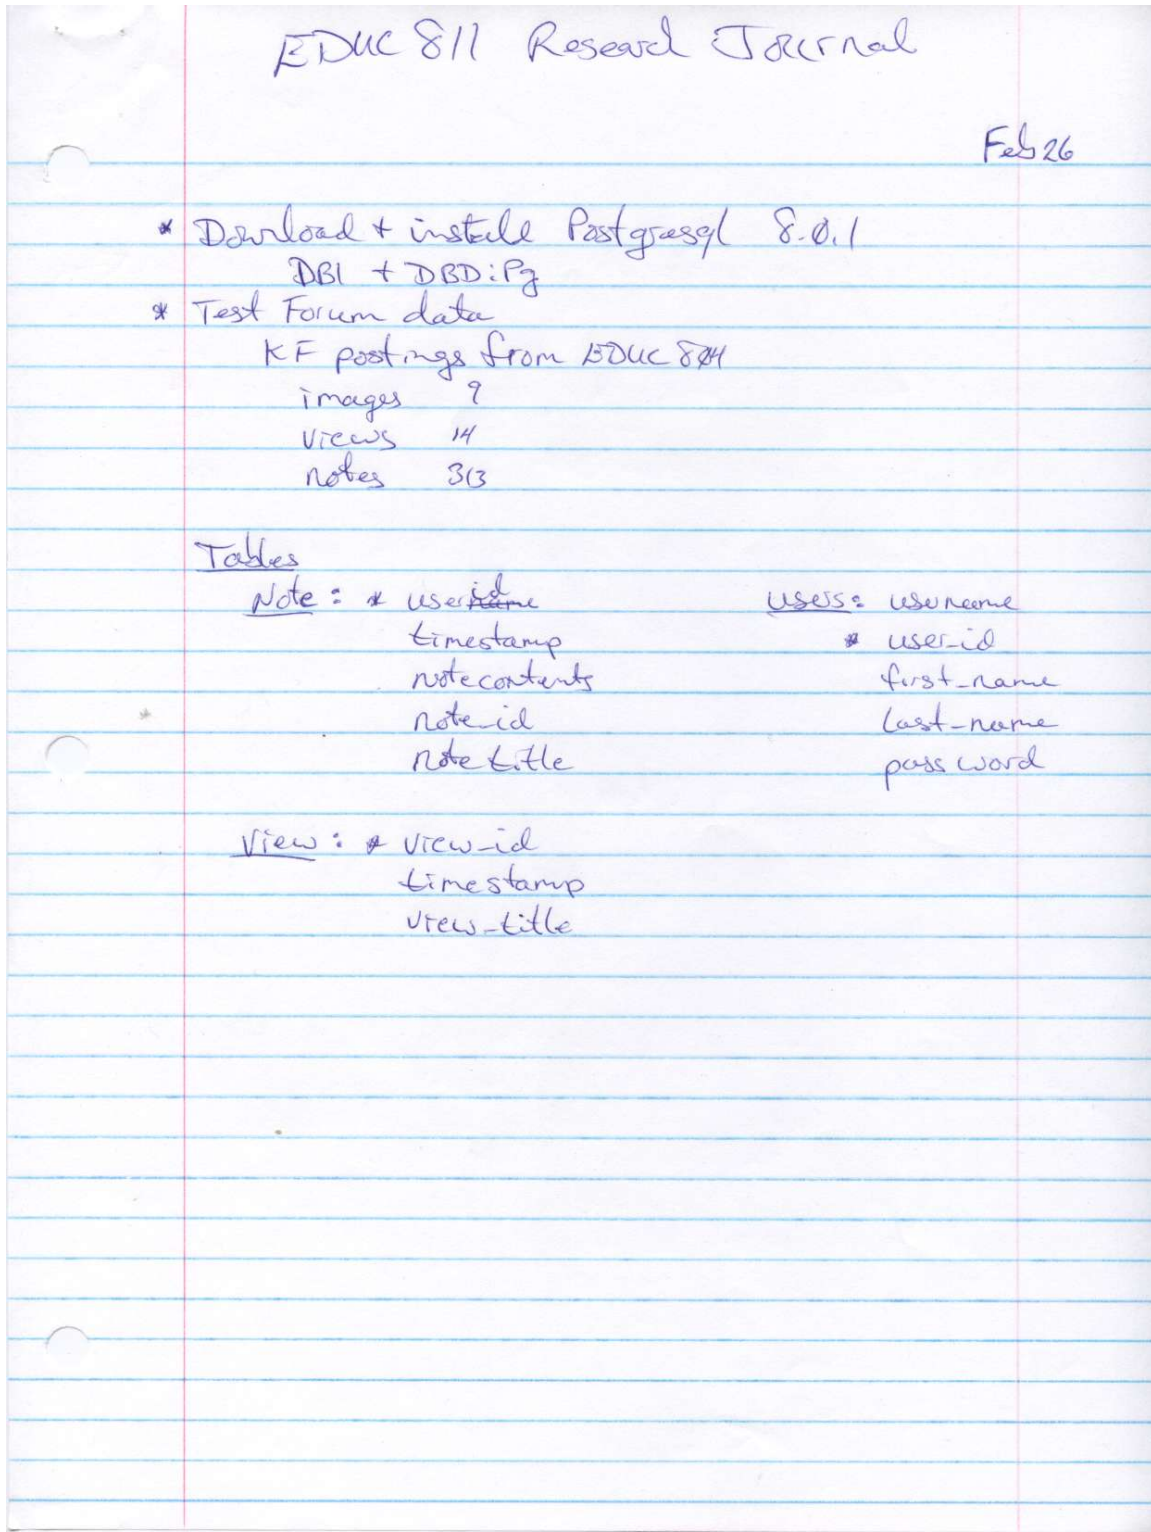 EDUC 811 Research Journal
Feb 26
* Download + install Postgresql 8.0.1
DBI + DBD:Pg
* Test Forum data
KF postings from EDUC 804
images 9
views 14
notes 313
Tables
Note: * username id
timestamp
notecontents
note_id
note title
Users: username
* user_id
first_name
last_name
password
View: * view_id
timestamp
view_title